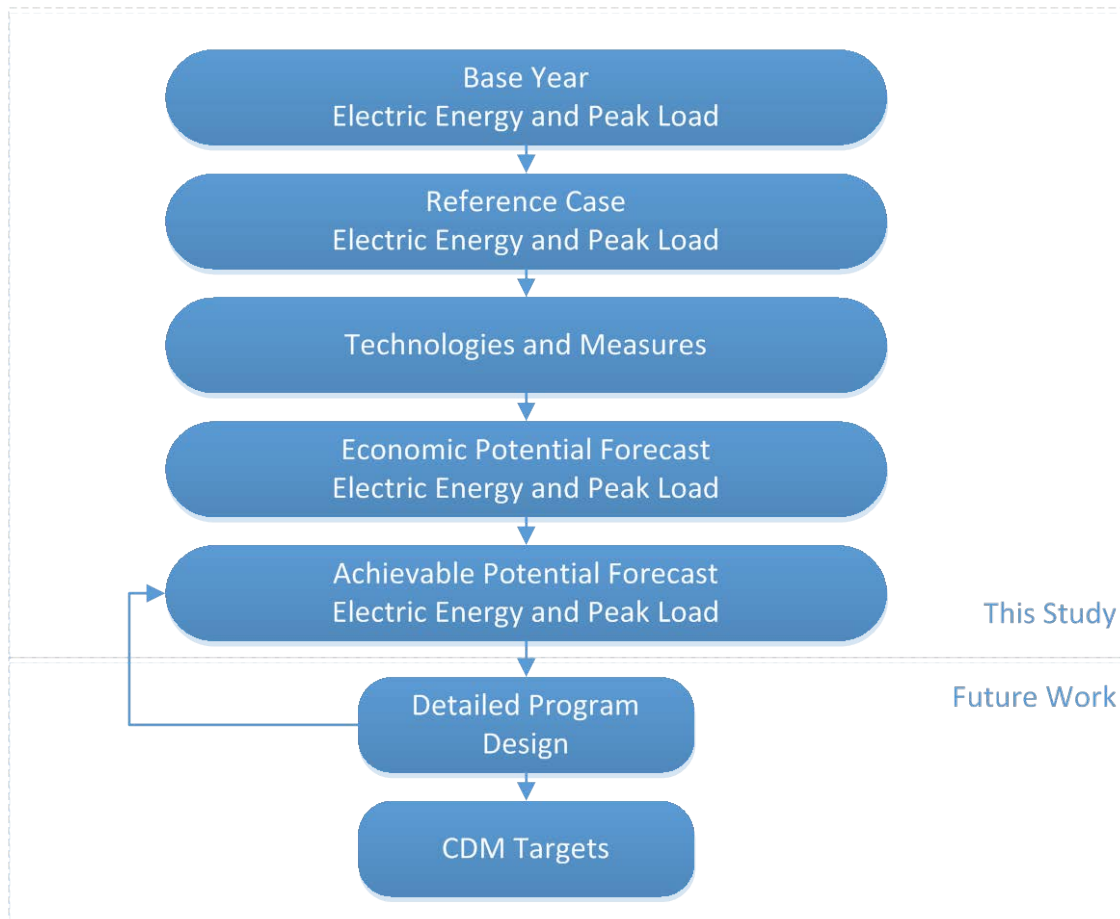 Base Year
Electric Energy and Peak Load
Reference Case
Electric Energy and Peak Load
Technologies and Measures
Economic Potential Forecast
Electric Energy and Peak Load
Achievable Potential Forecast
Electric Energy and Peak Load
This Study
Future Work
Detailed Program
Design
CDM Targets